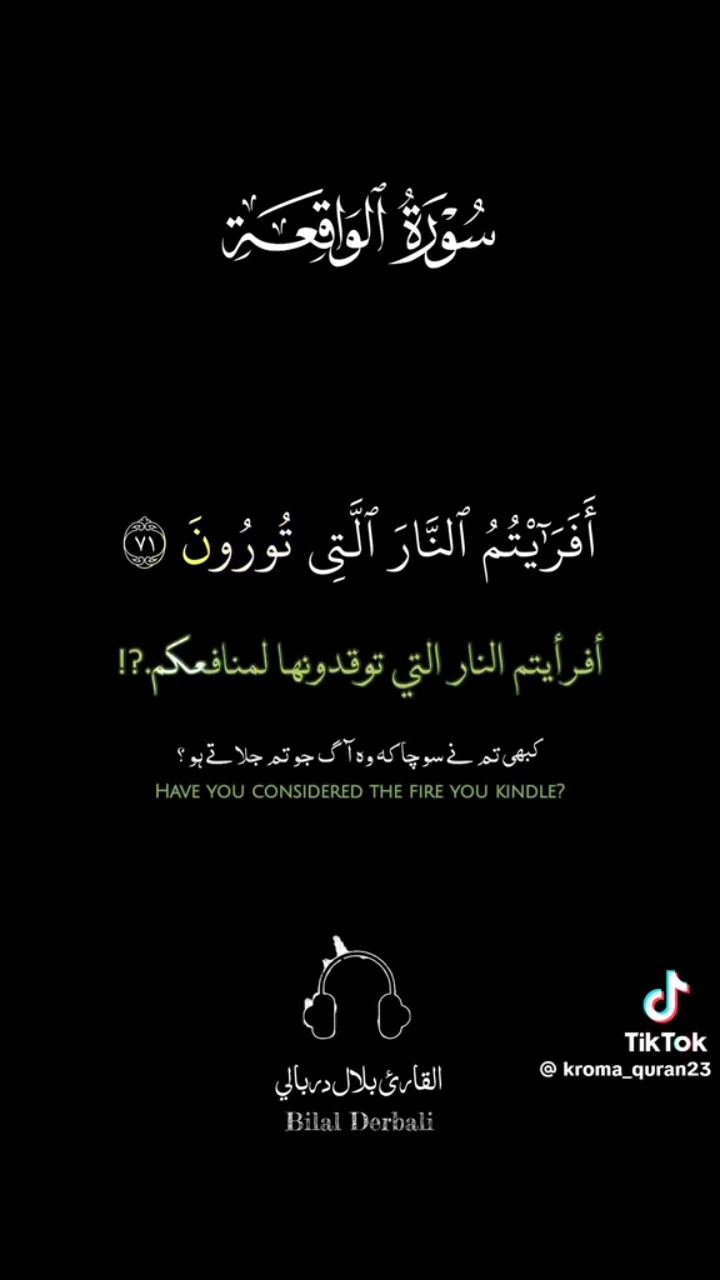 سُوْرَةُ ٱلوَاقِعَةِ
أَفَرَءَيْتُمُ ٱلنَّارَ ٱلَّتِى تُورُونَ ٧١
أفرأيتم النار التي توقدونها لمنافعكم.?!
کبھی تم نے سوچا کہ وہ آگ جو تم جلاتے ہو ؟
HAVE YOU CONSIDERED THE FIRE YOU KINDLE?
القارئ بلال دربالي
Bilal Derbali
TikTok
@ kroma_quran23